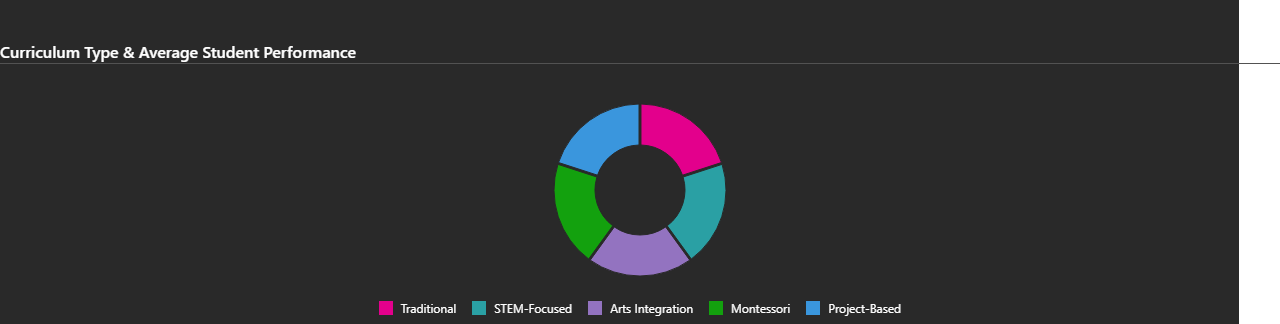 Curriculum Type & Average Student Performance
Traditional STEM-Focused Arts Integration Montessori Project-Based